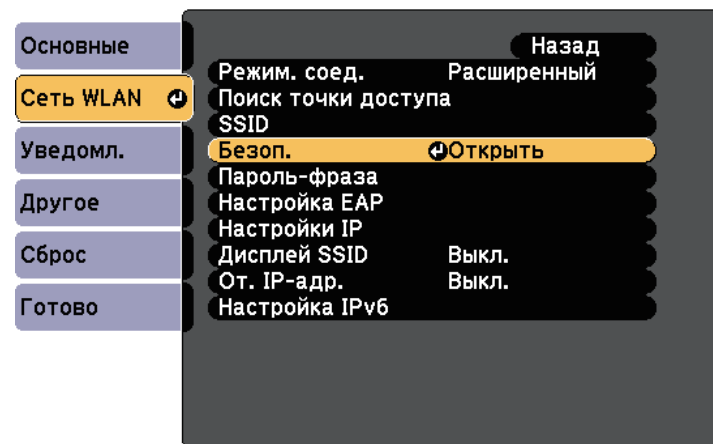 Основные
Сеть WLAN
Уведомл.
Другое
Сброс
Готово
Назад
Режим. соед. Расширенный
Поиск точки доступа
SSID
Безоп. Открыть
Пароль-фраза
Настройка EAP
Настройки IP
Дисплей SSID Выкл.
От. IP-адр. Выкл.
Настройка IPv6